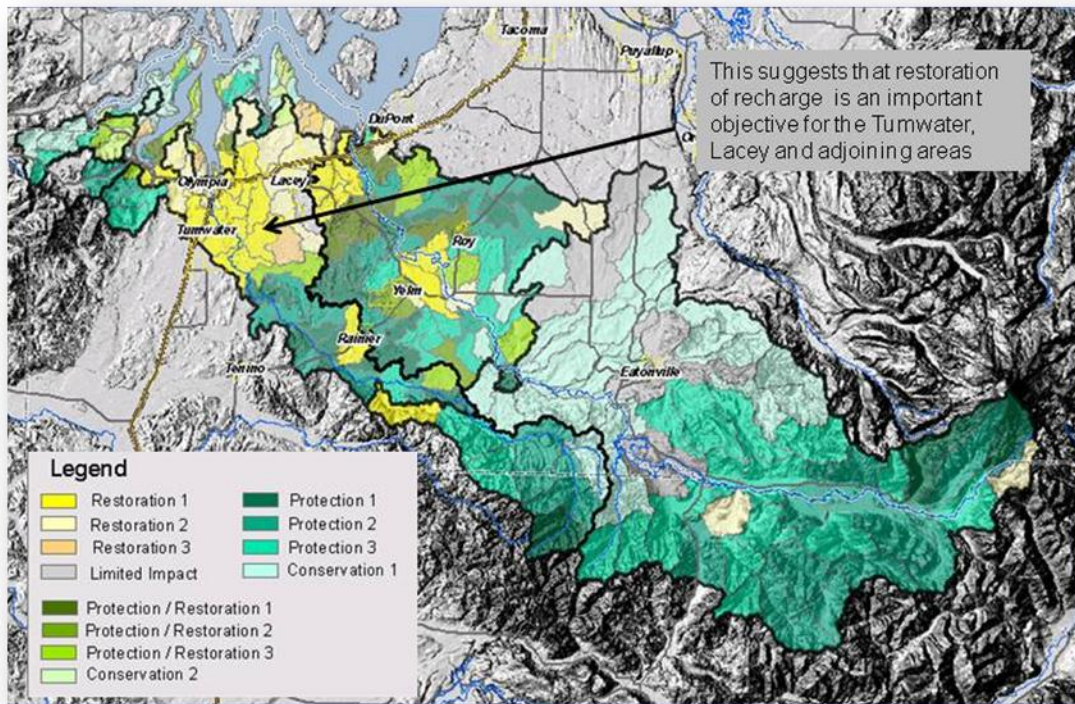 Tacoma
Puyallup
This suggests that restoration
of recharge is an important
objective for the Tumwater,
Lacey and adjoining areas
DuPont
Olympia
Lacey
Tumwater
Roy
Yelm
Rainier
Tenino
Eatonville
Legend
Restoration 1
Restoration 2
Restoration 3
Limited Impact
Protection 1
Protection 2
Protection 3
Conservation 1
Protection / Restoration 1
Protection / Restoration 2
Protection / Restoration 3
Conservation 2